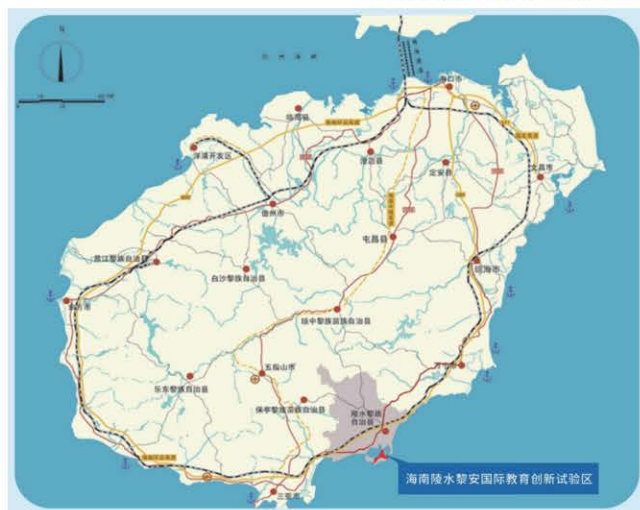 N
琼州海峡
海口市
临高县
洋浦开发区
澄迈县
定安县
文昌市
儋州市
屯昌县
昌江黎族自治县
白沙黎族自治县
琼海市
东方市
琼中黎族苗族自治县
五指山市
万宁市
乐东黎族自治县
保亭黎族苗族自治县
陵水黎族
自治县
三亚市
海南陵水黎安国际教育创新试验区